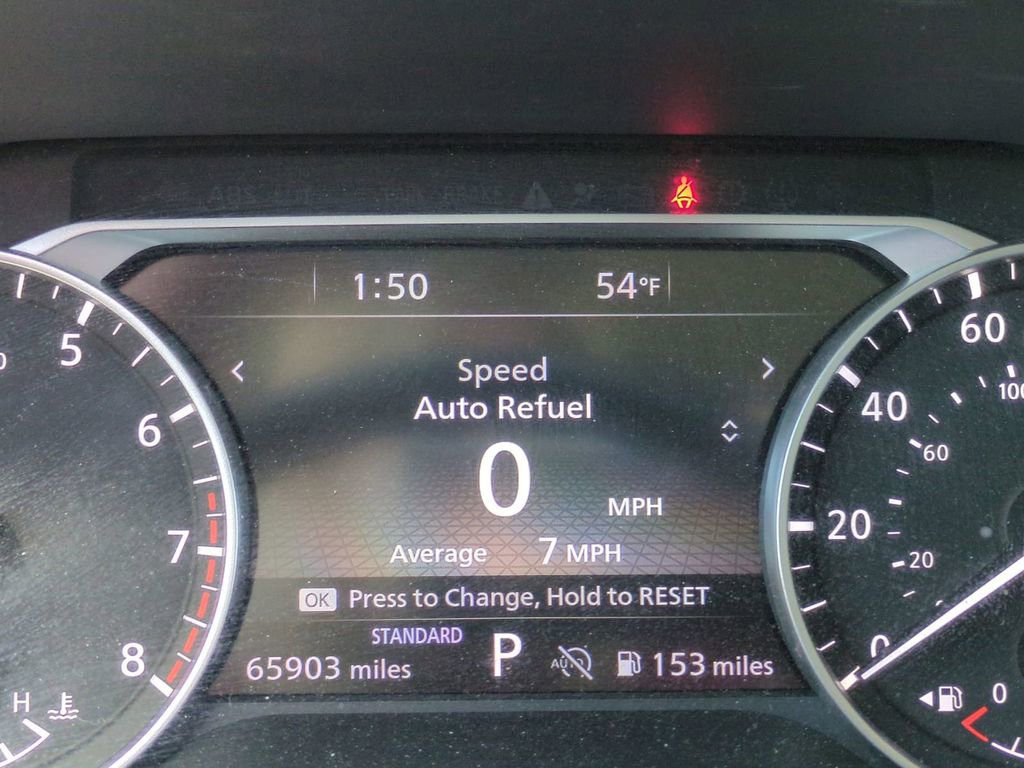 1:50 54°F
Speed
Auto Refuel
0 MPH
Average 7 MPH
OK Press to Change, Hold to RESET
STANDARD
65903 miles P AUTO 153 miles
5
6
7
8
H
60
40
20
0
100
60
20
0